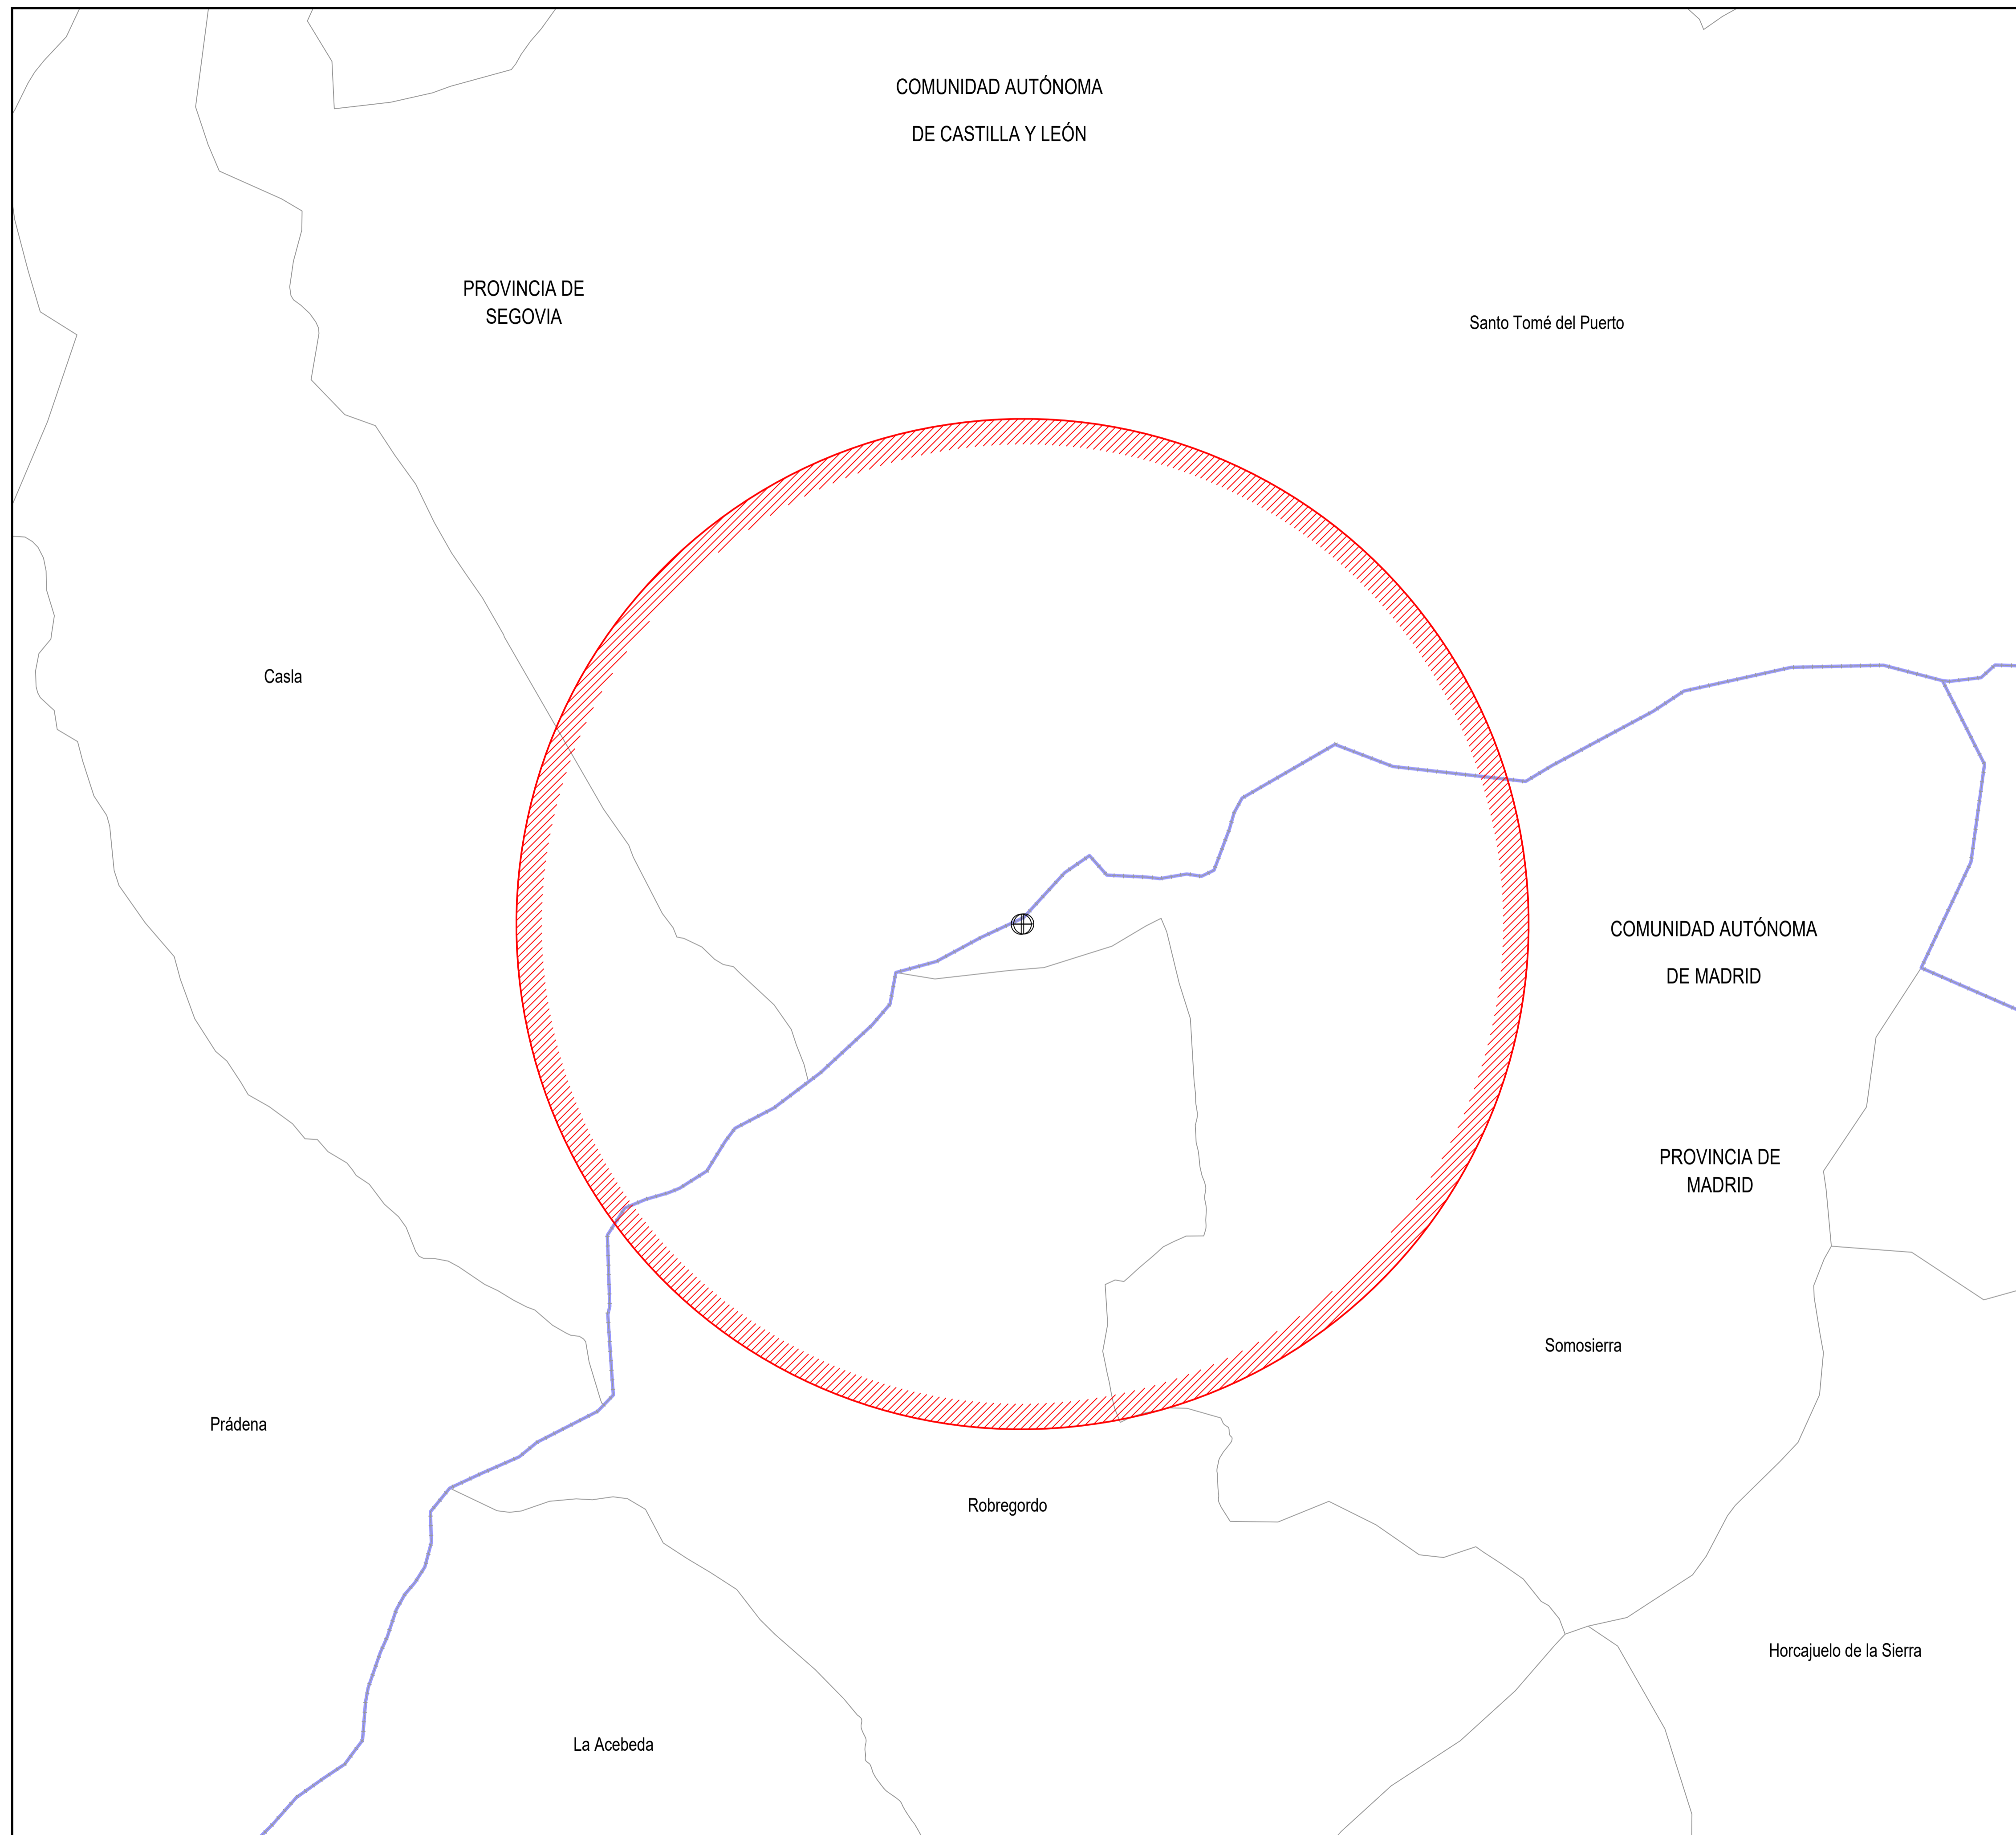 COMUNIDAD AUTÓNOMA
DE CASTILLA Y LEÓN
PROVINCIA DE
SEGOVIA
Santo Tomé del Puerto
Casla
COMUNIDAD AUTÓNOMA
DE MADRID
PROVINCIA DE
MADRID
Somosierra
Prádena
Robregordo
Horcajuelo de la Sierra
La Acebeda